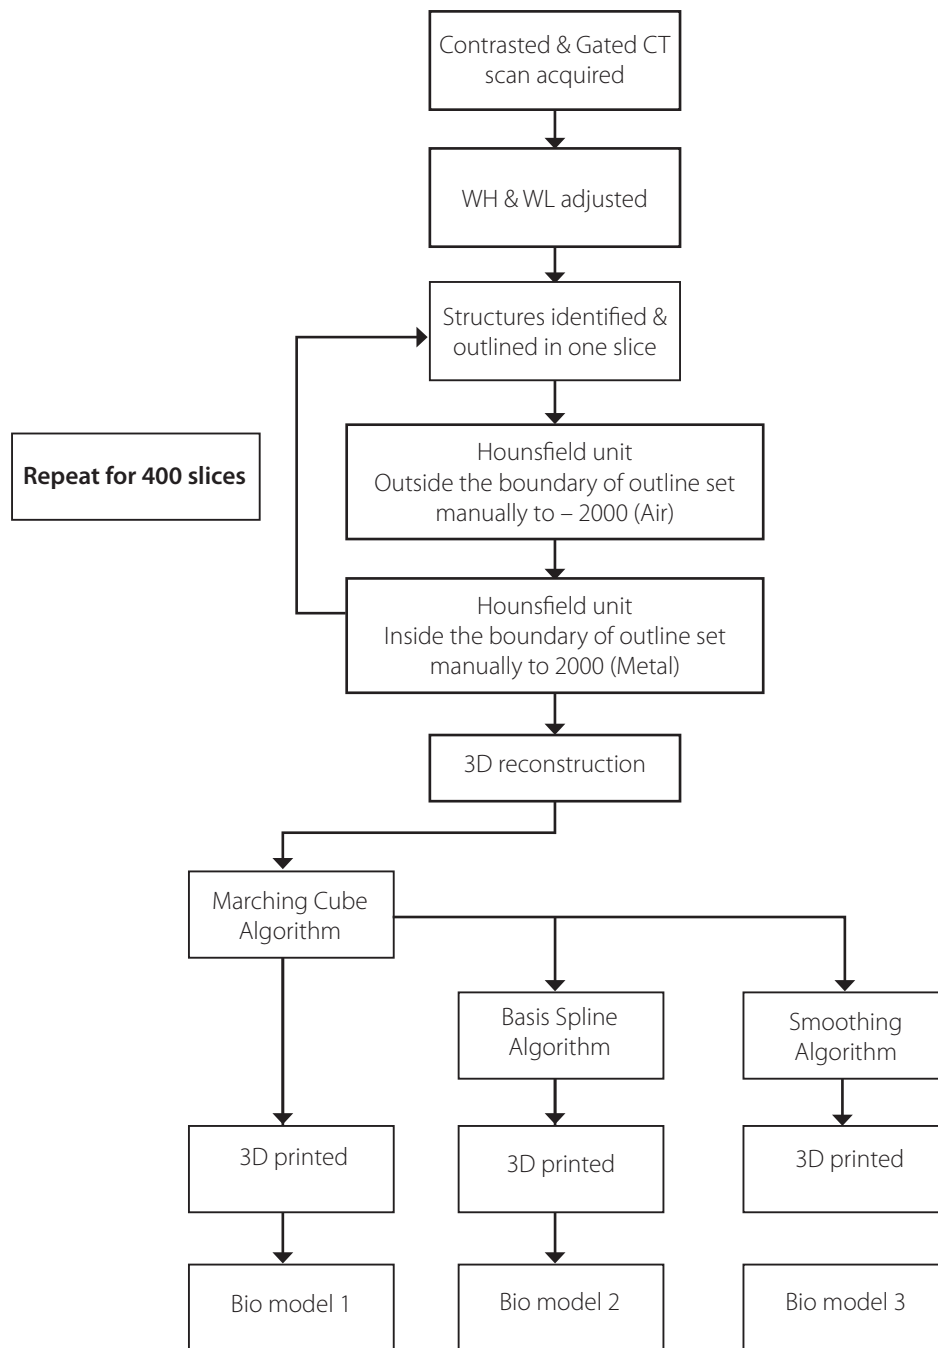 Contrasted & Gated CT
scan acquired
WH & WL adjusted
Structures identified &
outlined in one slice
Repeat for 400 slices
Hounsfield unit
Outside the boundary of outline set
manually to – 2000 (Air)
Hounsfield unit
Inside the boundary of outline set
manually to 2000 (Metal)
3D reconstruction
Marching Cube
Algorithm
Basis Spline
Algorithm
Smoothing
Algorithm
3D printed
3D printed
3D printed
Bio model 1
Bio model 2
Bio model 3